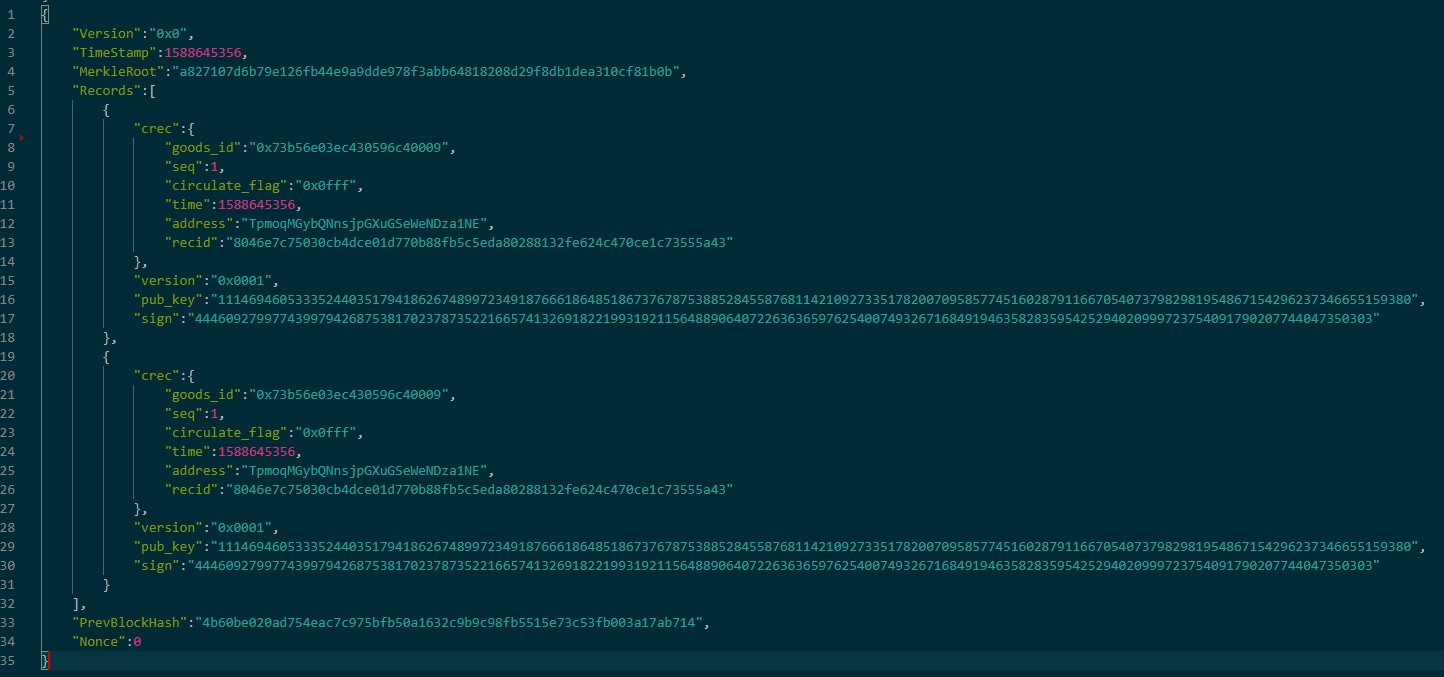 1 {
2 "Version":"0x0",
3 "TimeStamp":1588645356,
4 "MerkleRoot":"a827107d6b79e126fb44e9a9dde978f3abb64818208d29f8db1dea310cf81b0b",
5 "Records":[
6 {
7 "crec":{
8 "goods_id":"0x73b56e03ec430596c40009",
9 "seq":1,
10 "circulate_flag":"0x0fff",
11 "time":1588645356,
12 "address":"TpmoqMGybQNnsjpGXuGSeWeNDza1NE",
13 "recid":"8046e7c75030cb4dce01d770b88fb5c5eda80288132fe624c470ce1c73555a43"
14 },
15 "version":"0x0001",
16 "pub_key":"11146946053335244035179418626748997234918766618648518673767875388528455876811421092733517820070958577451602879116670540737982981954867154296237346655159380",
17 "sign":"44460927997743997942687538170237873522166574132691822199319211564889064072263636597625400749326716849194635828359542529402099972375409179020774404735030​3"
18 },
19 {
20 "crec":{
21 "goods_id":"0x73b56e03ec430596c40009",
22 "seq":1,
23 "circulate_flag":"0x0fff",
24 "time":1588645356,
25 "address":"TpmoqMGybQNnsjpGXuGSeWeNDza1NE",
26 "recid":"8046e7c75030cb4dce01d770b88fb5c5eda80288132fe624c470ce1c73555a43"
27 },
28 "version":"0x0001",
29 "pub_key":"11146946053335244035179418626748997234918766618648518673767875388528455876811421092733517820070958577451602879116670540737982981954867154296237346655159380",
30 "sign":"444609279977439979426875381702378735221665741326918221993192115648890640722636365976254007493267168491946358283595425294020999723754091790207744047350303"
31 }
32 ],
33 "PrevBlockHash":"4b60be020ad754eac7c975bfb50a1632c9b9c98fb5515e73c53fb003a17ab714",
34 "Nonce":0
35 }